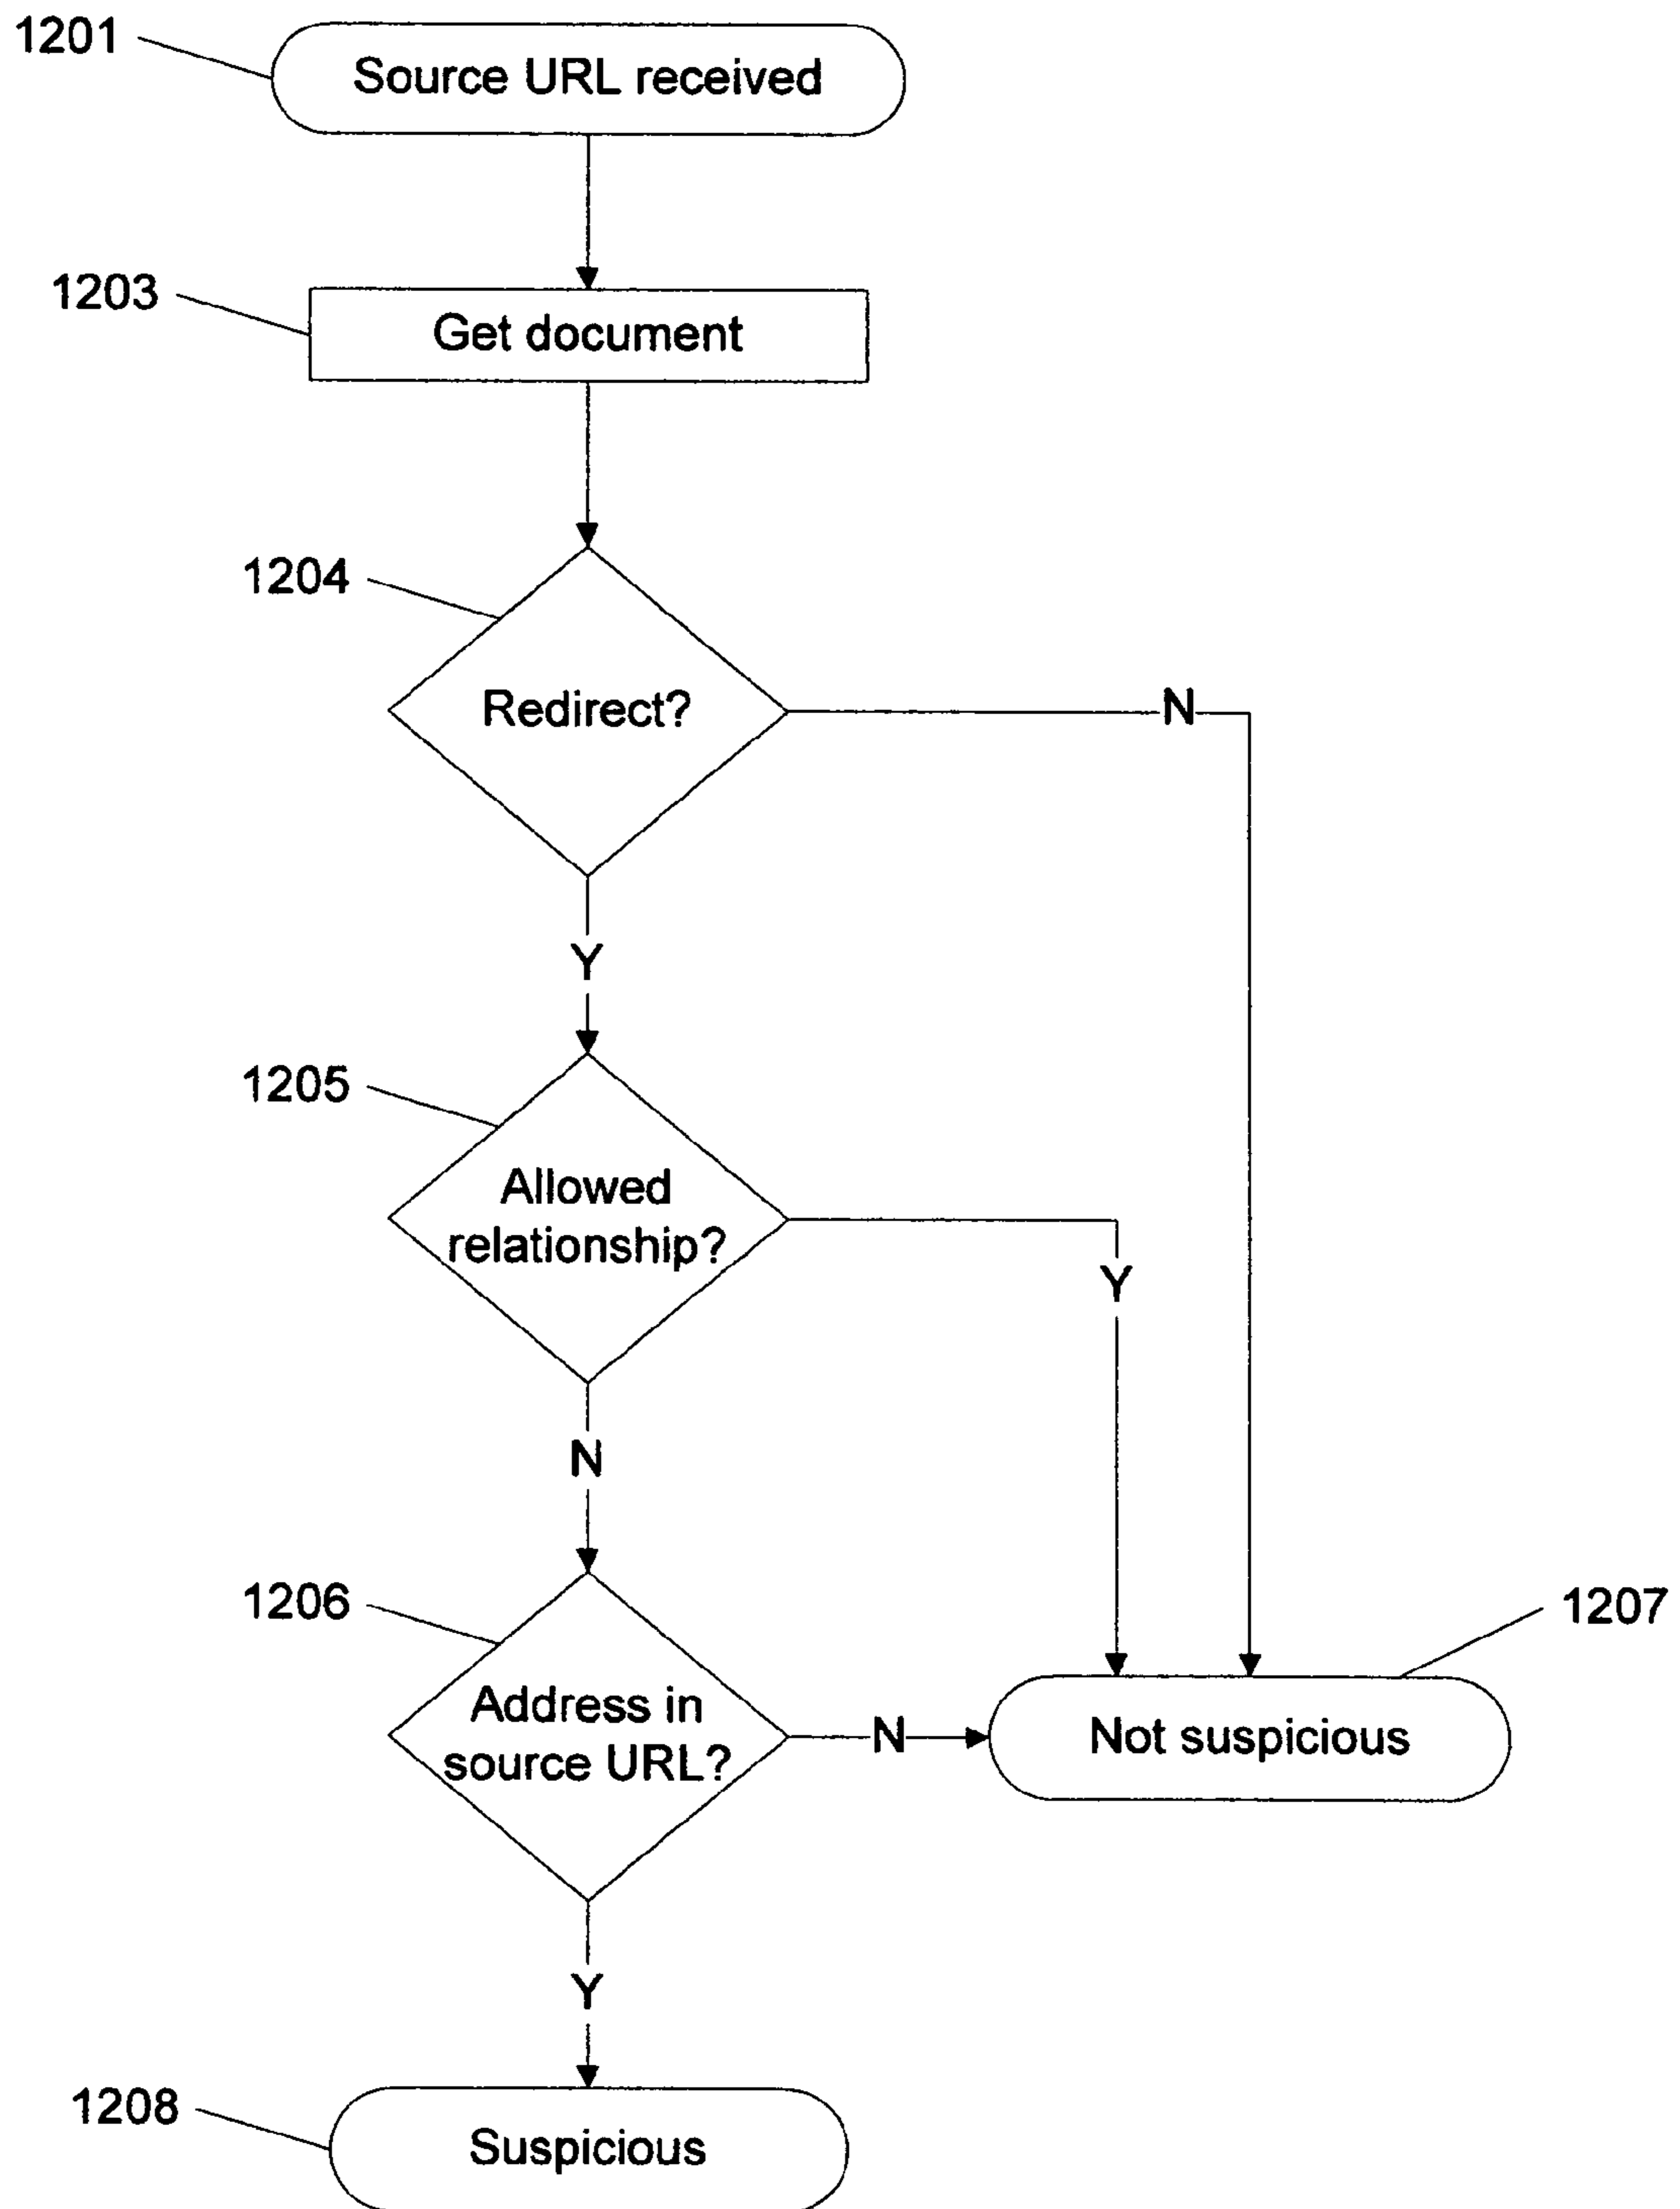 1201
Source URL received
1203
Get document
1204
Redirect?
N
Y
1205
Allowed
relationship?
Y
N
1206
1207
Address in
source URL?
N
Not suspicious
Y
1208
Suspicious